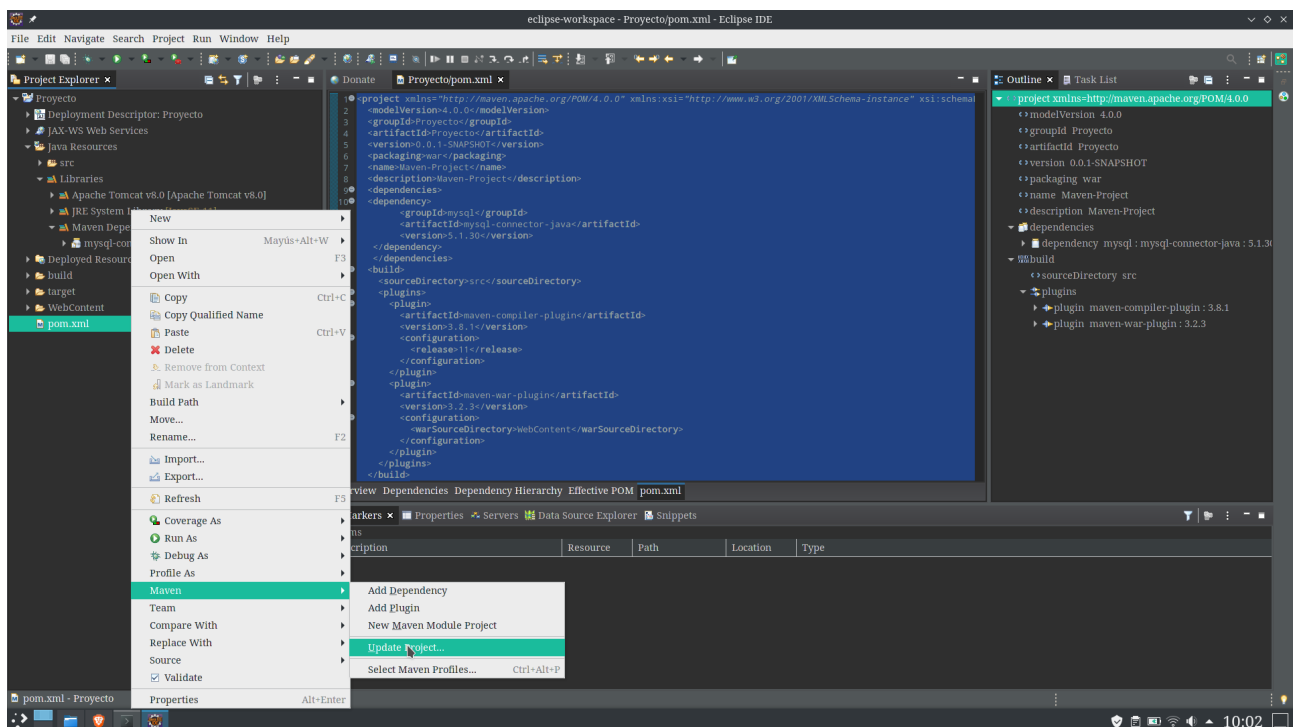 eclipse-workspace - Proyecto/pom.xml - Eclipse IDE
File Edit Navigate Search Project Run Window Help
Project Explorer
Proyecto
Deployment Descriptor: Proyecto
JAX-WS Web Services
Java Resources
src
Libraries
Apache Tomcat v8.0 [Apache Tomcat v8.0]
JRE System
Maven Depe
mysql-con
Deployed Resourc
build
target
WebContent
pom.xml
New
Show In Mayús+Alt+W
Open F3
Open With
Copy Ctrl+C
Copy Qualified Name
Paste Ctrl+V
Delete
Remove from Context
Mark as Landmark
Build Path
Move...
Rename... F2
Import...
Export...
Refresh F5
Coverage As
Run As
Debug As
Profile As
Maven
Team
Compare With
Replace With
Source
Validate
Properties Alt+Enter
Add Dependency
Add Plugin
New Maven Module Project
Update Project...
Select Maven Profiles... Ctrl+Alt+P
Donate Proyecto/pom.xml
1 <project xmlns="http://maven.apache.org/POM/4.0.0" xmlns:xsi="http://www.w3.org/2001/XMLSchema-instance" xsi:schema
2 <modelVersion>4.0.0</modelVersion>
3 <groupId>Proyecto</groupId>
4 <artifactId>Proyecto</artifactId>
5 <version>0.0.1-SNAPSHOT</version>
6 <packaging>war</packaging>
7 <name>Maven-Project</name>
8 <description>Maven-Project</description>
9 <dependencies>
10 <dependency>
<groupId>mysql</groupId>
<artifactId>mysql-connector-java</artifactId>
<version>5.1.30</version>
</dependency>
</dependencies>
<build>
<sourceDirectory>src</sourceDirectory>
<plugins>
<plugin>
<artifactId>maven-compiler-plugin</artifactId>
<version>3.8.1</version>
<configuration>
<release>11</release>
</configuration>
</plugin>
<plugin>
<artifactId>maven-war-plugin</artifactId>
<version>3.2.3</version>
<configuration>
<warSourceDirectory>WebContent</warSourceDirectory>
</configuration>
</plugin>
</plugins>
</build>
rview Dependencies Dependency Hierarchy Effective POM pom.xml
arkers Properties Servers Data Source Explorer Snippets
ms
cription Resource Path Location Type
Outline Task List
project xmlns=http://maven.apache.org/POM/4.0.0
modelVersion 4.0.0
groupId Proyecto
artifactId Proyecto
version 0.0.1-SNAPSHOT
packaging war
name Maven-Project
description Maven-Project
dependencies
dependency mysql : mysql-connector-java : 5.1.30
build
sourceDirectory src
plugins
plugin maven-compiler-plugin : 3.8.1
plugin maven-war-plugin : 3.2.3
pom.xml - Proyecto
10:02